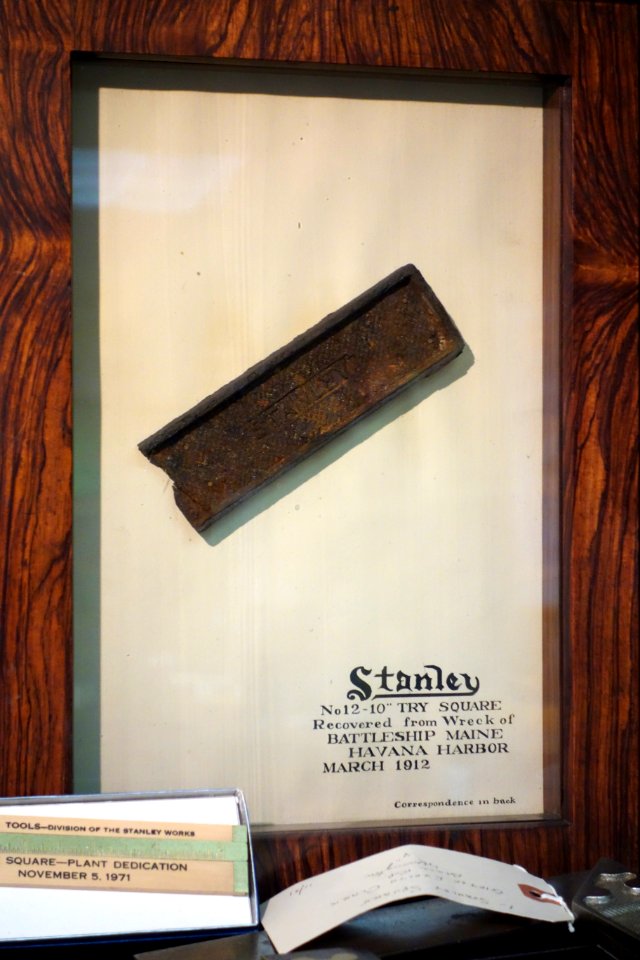 STANLEY
Stanley
No12-10" TRY SQUARE
Recovered from Wreck of
BATTLESHIP MAINE
HAVANA HARBOR
MARCH 1912
Correspondence in back
TOOLS—DIVISION OF THE STANLEY WORKS
SQUARE—PLANT DEDICATION
NOVEMBER 5, 1971